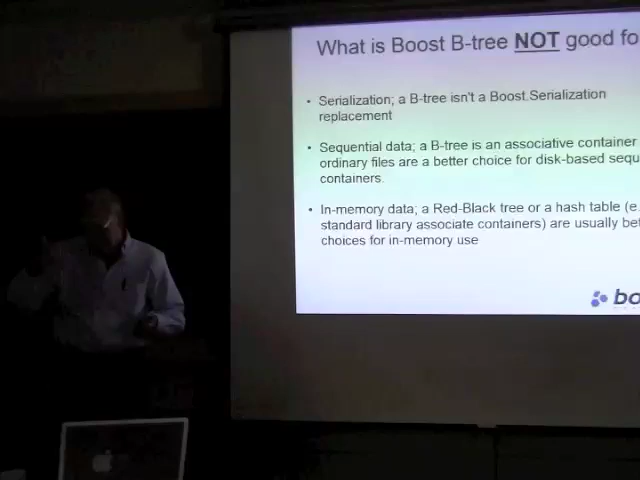 What is Boost B-tree NOT good fo
• Serialization; a B-tree isn't a Boost.Serialization
replacement
• Sequential data; a B-tree is an associative container
ordinary files are a better choice for disk-based sequ
containers.
• In-memory data; a Red-Black tree or a hash table (e.
standard library associate containers) are usually bet
choices for in-memory use
bo